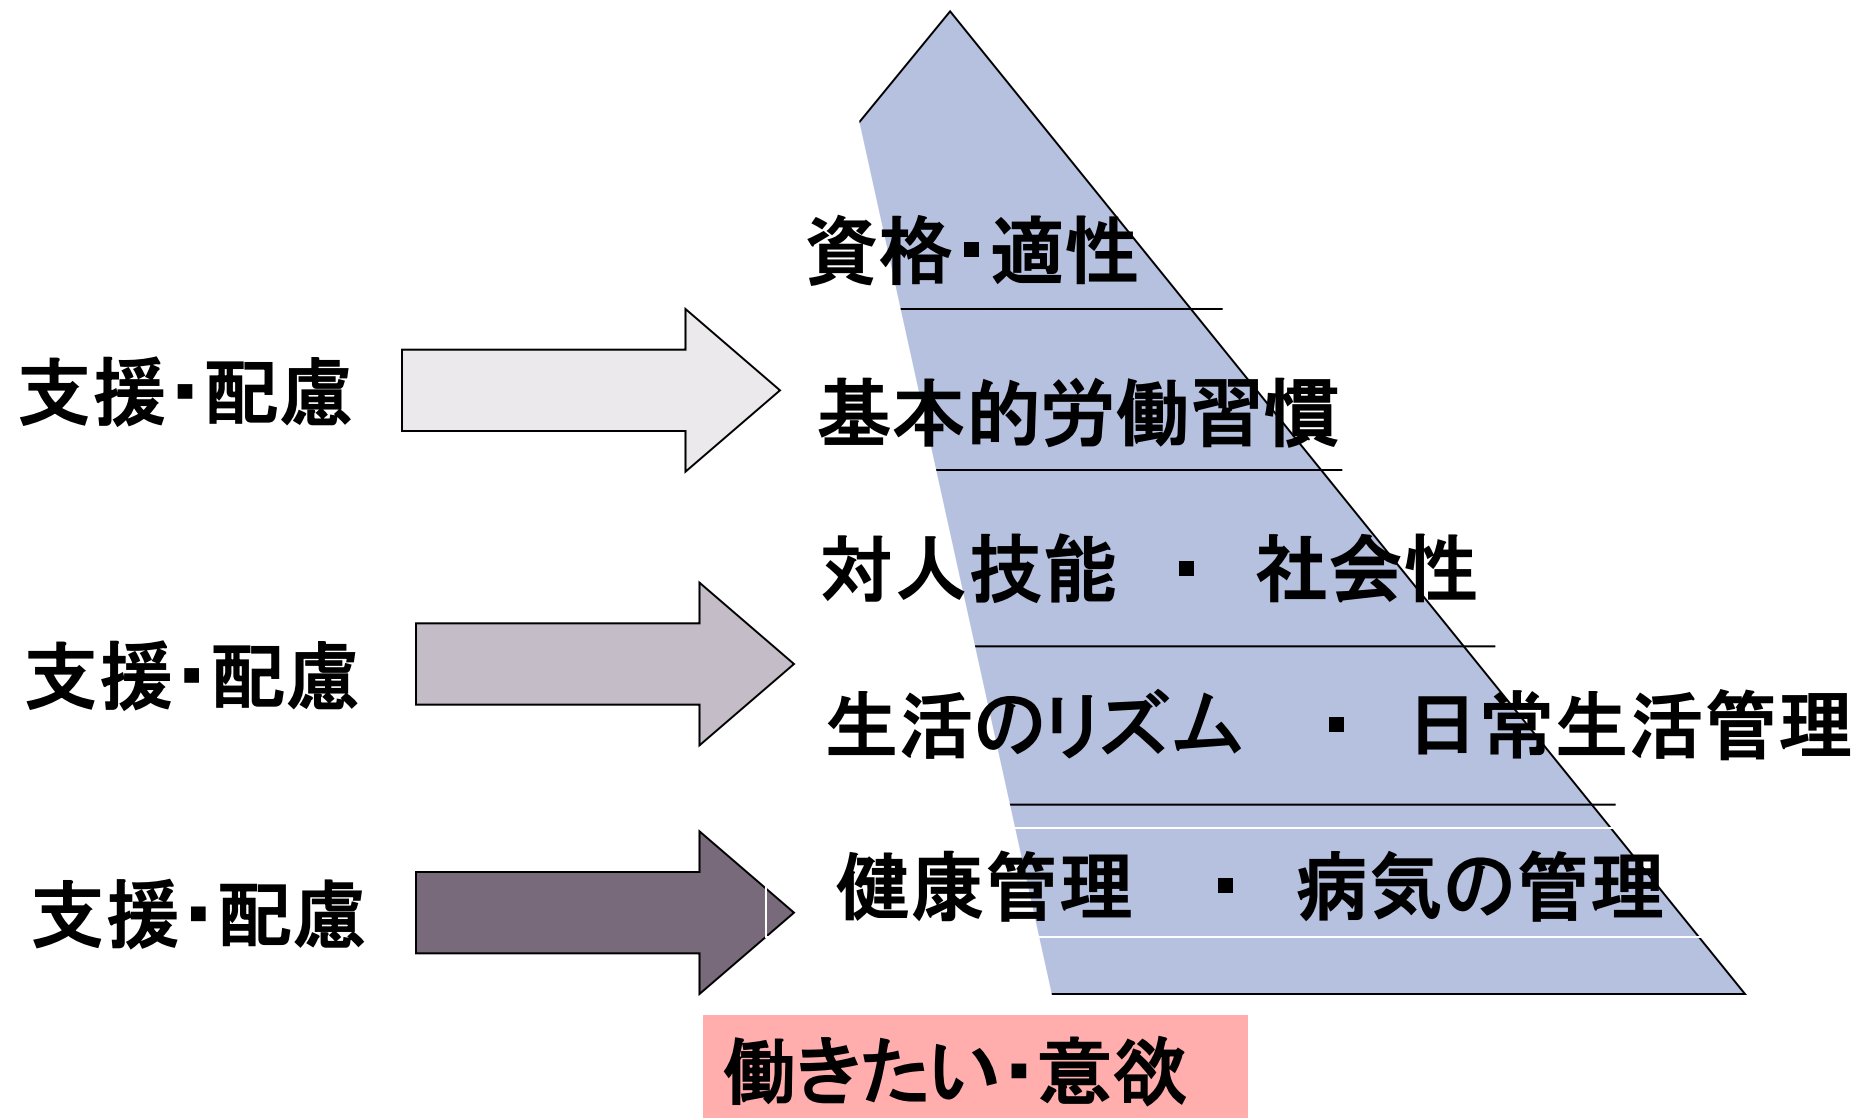 資格・適性
支援・配慮
基本的労働習慣
対人技能　・　社会性
支援・配慮
生活のリズム　・　日常生活管理
支援・配慮
健康管理　・　病気の管理
働きたい・意欲